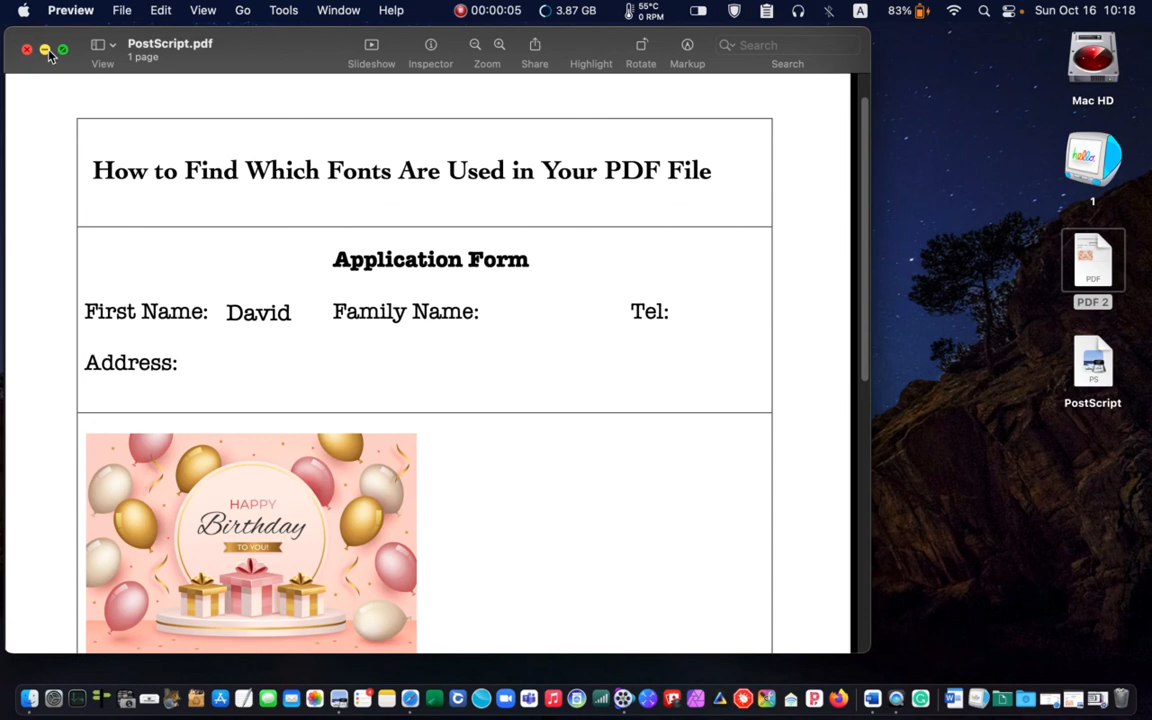 Preview File Edit View Go Tools Window Help 00:00:05 3.87 GB 55°C 0 RPM A 83% Sun Oct 16 10:18
PostScript.pdf
1 page
View Slideshow Inspector Zoom Share Highlight Rotate Markup Search
Search
How to Find Which Fonts Are Used in Your PDF File
Application Form
First Name: David Family Name: Tel:
Address:
HAPPY
Birthday
TO YOU!
Mac HD
hello.
1
PDF
PDF 2
PS
PostScript